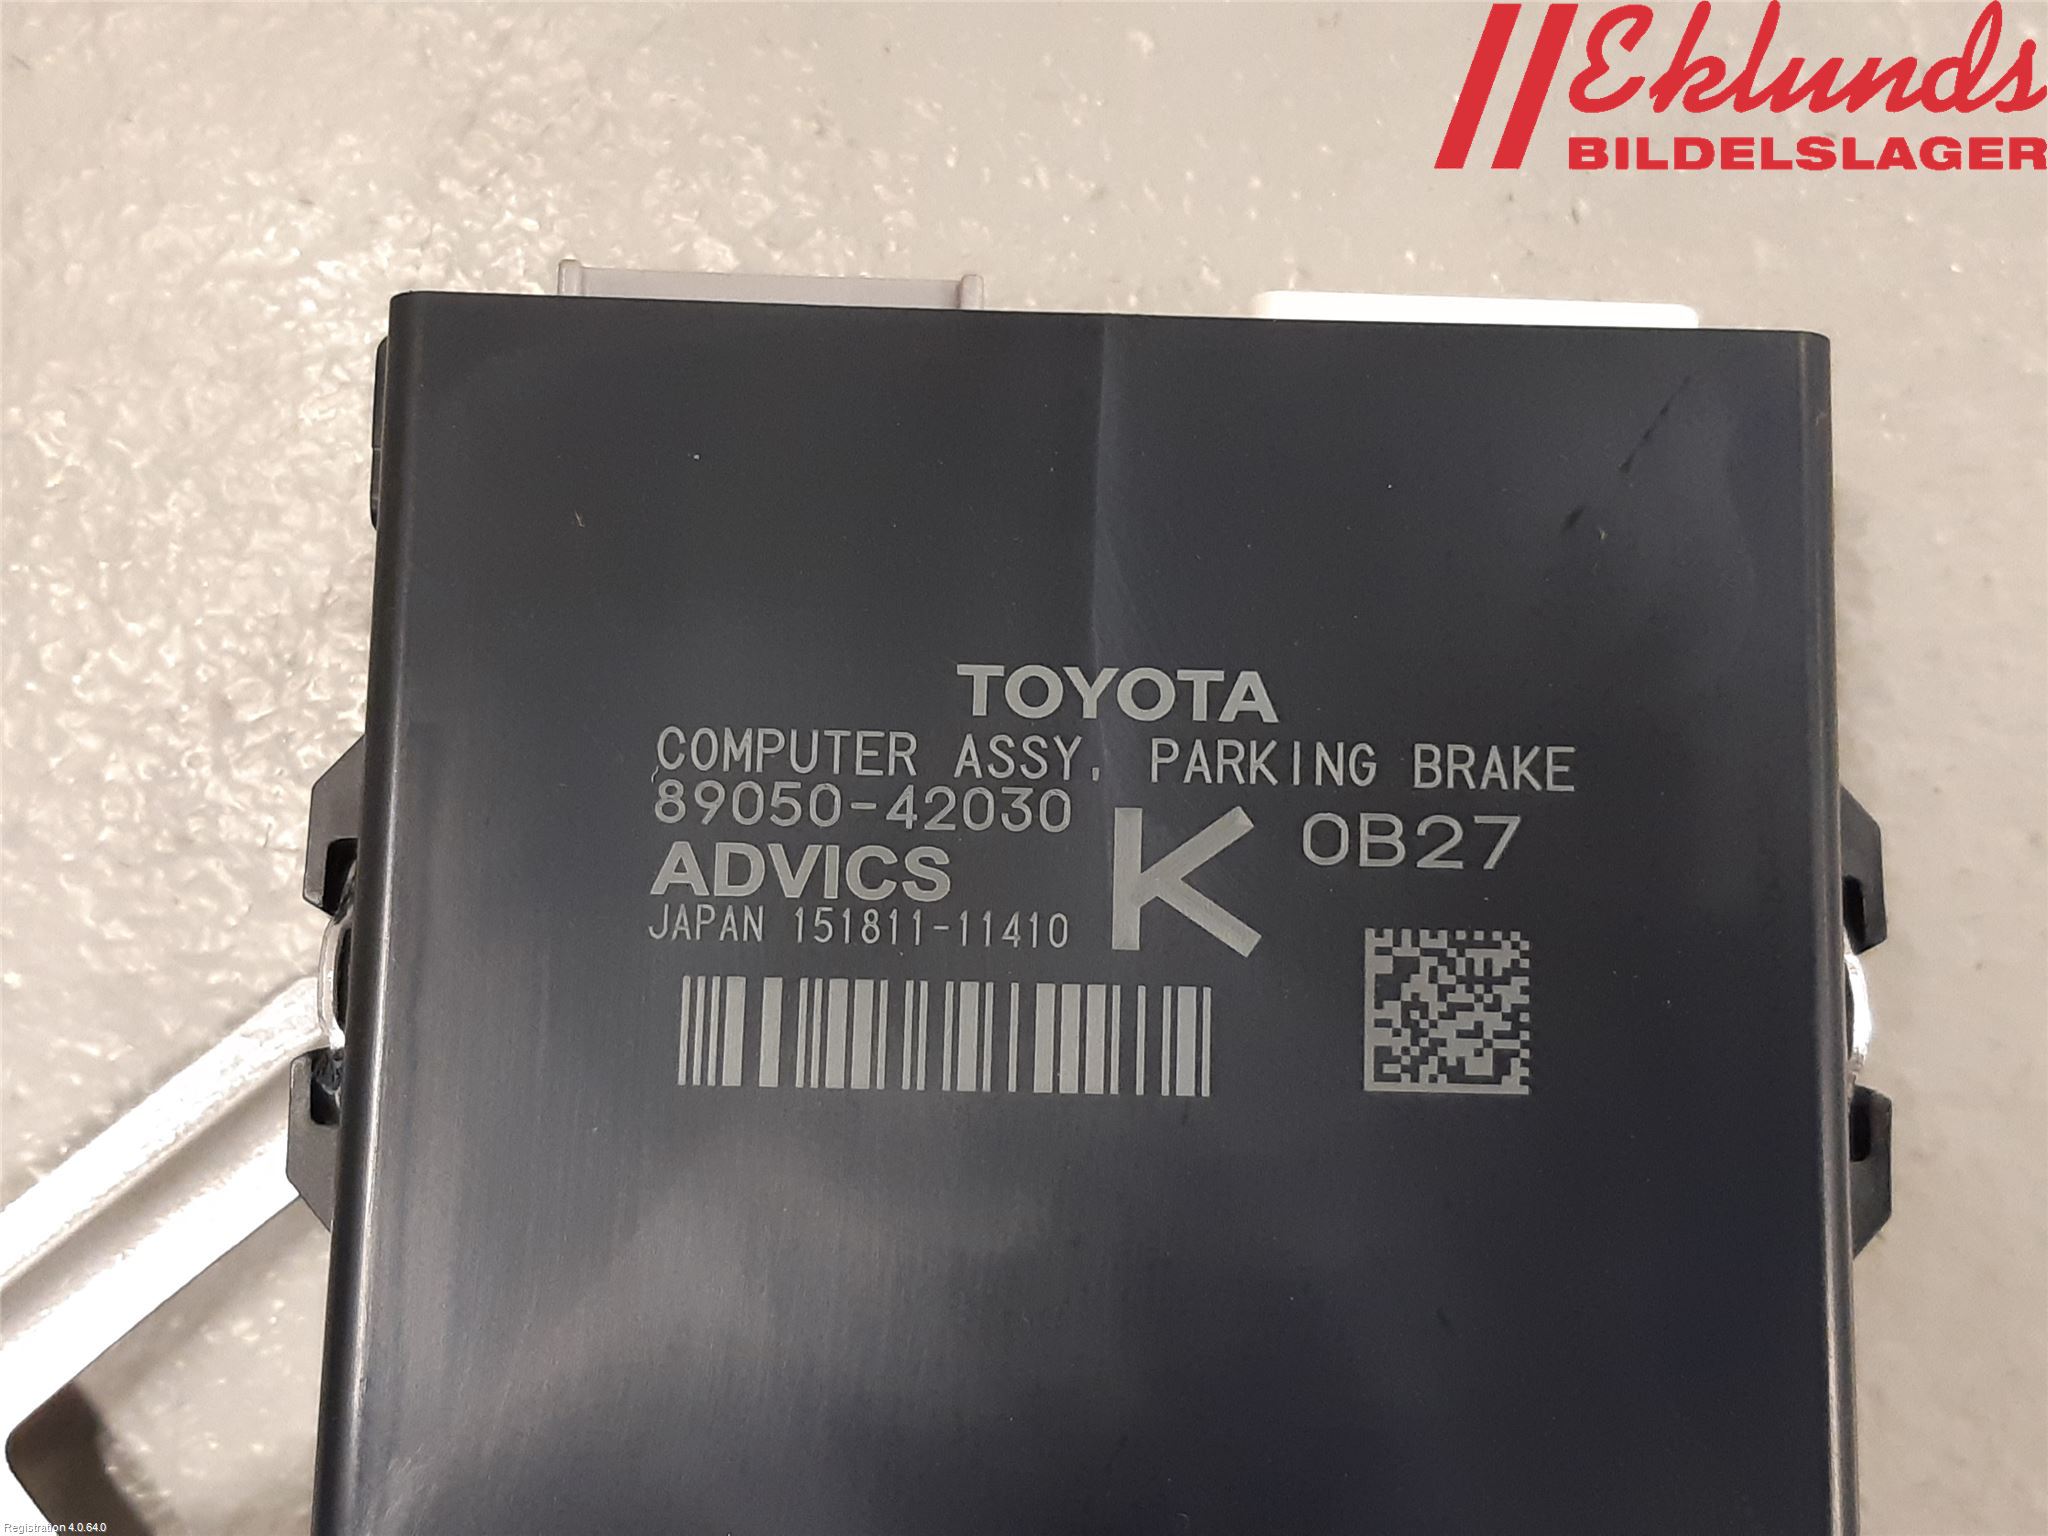 Eklunds
BILDELSLAGER
TOYOTA
COMPUTER ASSY, PARKING BRAKE
89050-42030 K 0B27
ADVICS
JAPAN 151811-11410
Registration 4.0.64.0